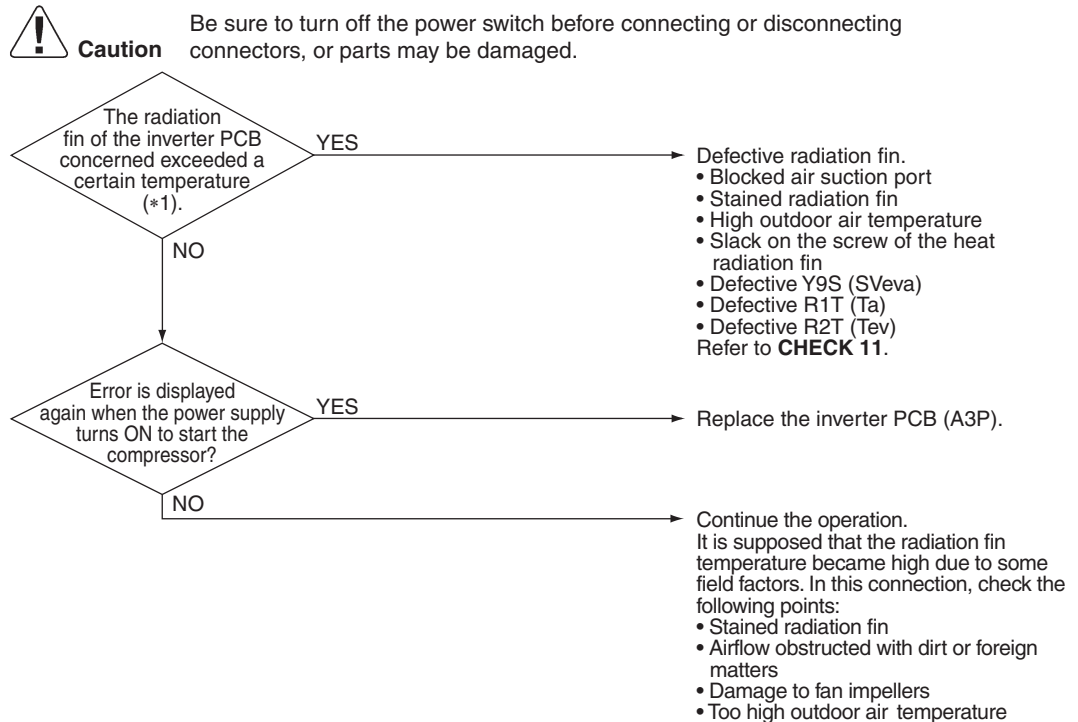 Be sure to turn off the power switch before connecting or disconnecting
Caution connectors, or parts may be damaged.
The radiation
fin of the inverter PCB
concerned exceeded a
certain temperature
(*1).
YES
Defective radiation fin.
• Blocked air suction port
• Stained radiation fin
• High outdoor air temperature
• Slack on the screw of the heat
radiation fin
• Defective Y9S (SVeva)
• Defective R1T (Ta)
• Defective R2T (Tev)
Refer to CHECK 11.
NO
Error is displayed
again when the power supply
turns ON to start the
compressor?
YES
Replace the inverter PCB (A3P).
NO
Continue the operation.
It is supposed that the radiation fin
temperature became high due to some
field factors. In this connection, check the
following points:
• Stained radiation fin
• Airflow obstructed with dirt or foreign
matters
• Damage to fan impellers
• Too high outdoor air temperature